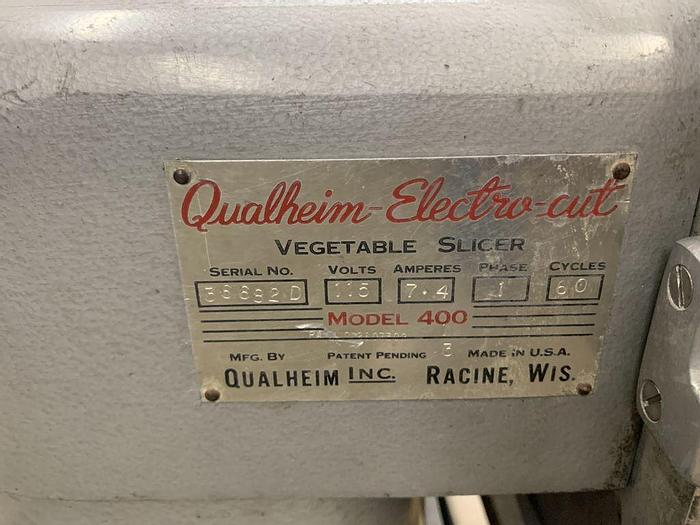 Qualheim-Electro-cut
VEGETABLE SLICER
SERIAL NO. VOLTS AMPERES PHASE CYCLES
115 7.4 1 60
MODEL 400
MFG. BY PATENT PENDING 3 MADE IN U.S.A.
QUALHEIM INC. RACINE, WIS.